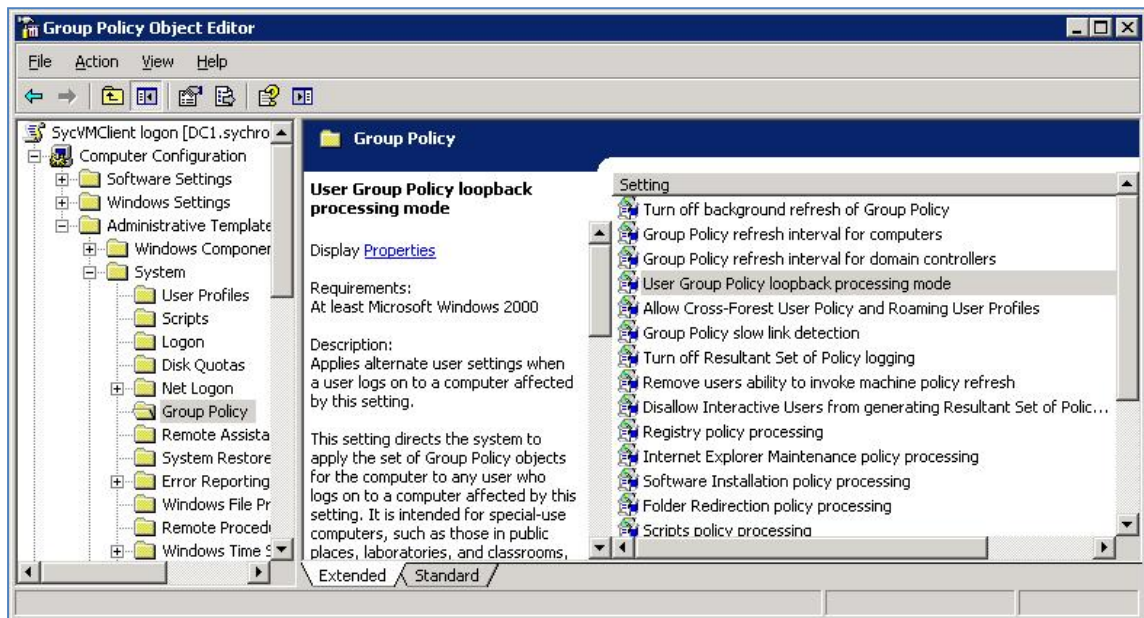 Group Policy Object Editor
File Action View Help
SycVMClient logon [DC1.sychro
Computer Configuration
Software Settings
Windows Settings
Administrative Template
Windows Componer
System
User Profiles
Scripts
Logon
Disk Quotas
Net Logon
Group Policy
Remote Assista
System Restore
Error Reporting
Windows File Pr
Remote Procedu
Windows Time S
Group Policy
User Group Policy loopback
processing mode
Display Properties
Requirements:
At least Microsoft Windows 2000
Description:
Applies alternate user settings when
a user logs on to a computer affected
by this setting.
This setting directs the system to
apply the set of Group Policy objects
for the computer to any user who
logs on to a computer affected by this
setting. It is intended for special-use
computers, such as those in public
places, laboratories, and classrooms,
Setting
Turn off background refresh of Group Policy
Group Policy refresh interval for computers
Group Policy refresh interval for domain controllers
User Group Policy loopback processing mode
Allow Cross-Forest User Policy and Roaming User Profiles
Group Policy slow link detection
Turn off Resultant Set of Policy logging
Remove users ability to invoke machine policy refresh
Disallow Interactive Users from generating Resultant Set of Polic...
Registry policy processing
Internet Explorer Maintenance policy processing
Software Installation policy processing
Folder Redirection policy processing
Scripts policy processing
Extended Standard